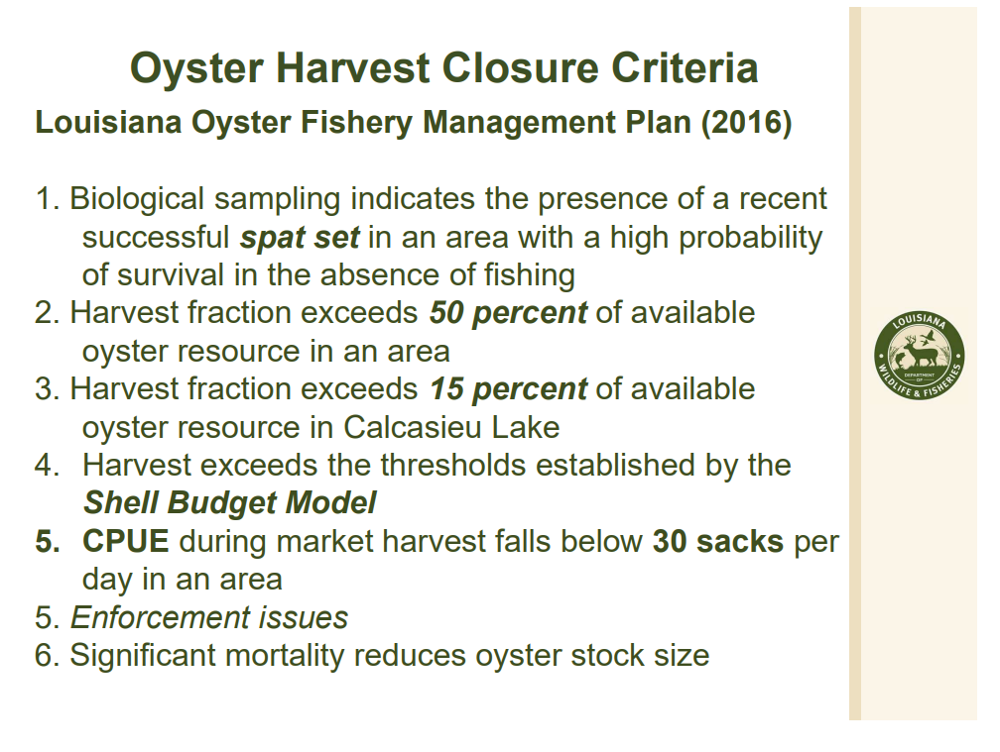 Oyster Harvest Closure Criteria
Louisiana Oyster Fishery Management Plan (2016)
1. Biological sampling indicates the presence of a recent
successful spat set in an area with a high probability
of survival in the absence of fishing
2. Harvest fraction exceeds 50 percent of available
oyster resource in an area
3. Harvest fraction exceeds 15 percent of available
oyster resource in Calcasieu Lake
4. Harvest exceeds the thresholds established by the
Shell Budget Model
5. CPUE during market harvest falls below 30 sacks per
day in an area
5. Enforcement issues
6. Significant mortality reduces oyster stock size
LOUISIANA
DEPARTMENT
OF
WILDLIFE & FISHERIES